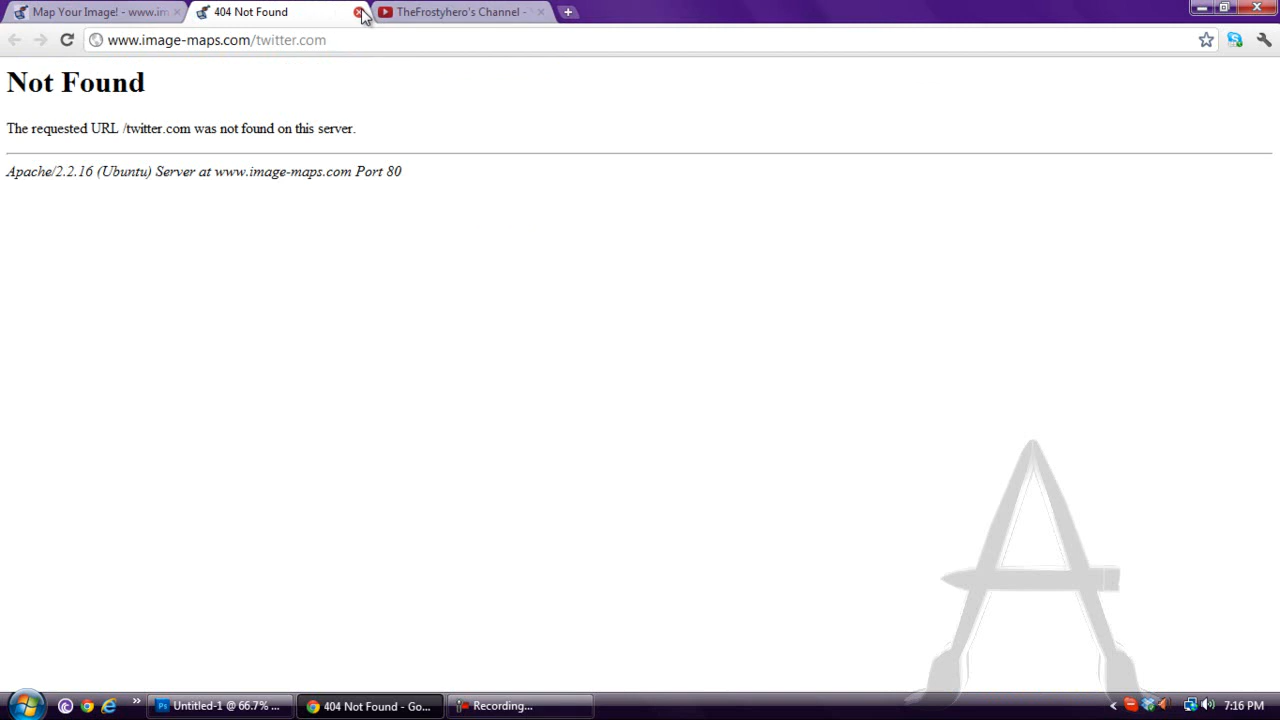 Map Your Image! - www.im
404 Not Found
TheFrostyhero's Channel -
www.image-maps.com/twitter.com
Not Found
The requested URL /twitter.com was not found on this server.
Apache/2.2.16 (Ubuntu) Server at www.image-maps.com Port 80
A
Ps
Untitled-1 @ 66.7% ...
404 Not Found - Go...
Recording...
7:16 PM